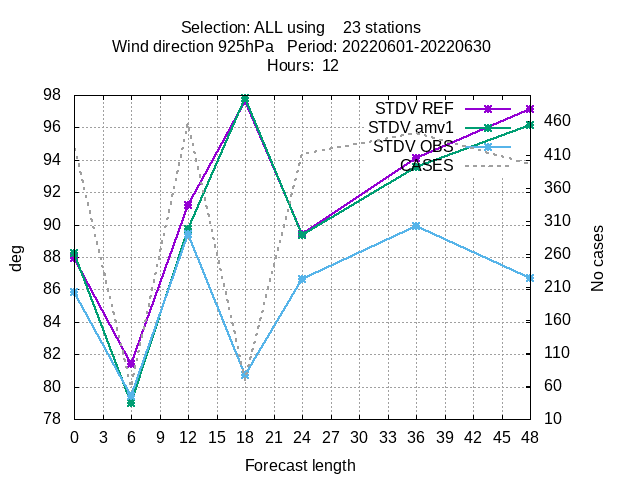 Selection: ALL using    23 stations
Wind direction 925hPa   Period: 20220601-20220630
Hours:  12
98
96
94
92
90
88
86
84
82
80
78
deg
STDV REF
STDV amv1
STDV OBS
CASES
460
410
360
310
260
210
160
110
60
10
No cases
0 3 6 9 12 15 18 21 24 27 30 33 36 39 42 45 48
Forecast length